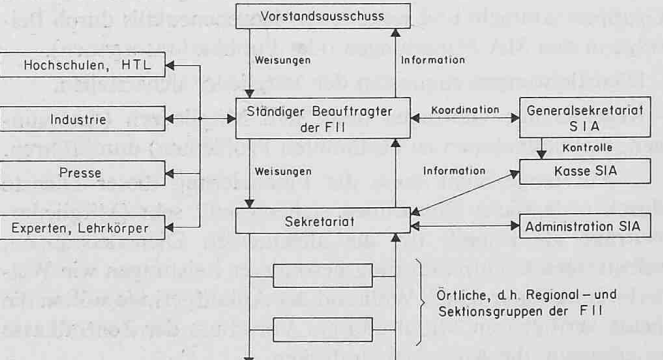 Vorstandsausschuss
Weisungen
Information
Hochschulen, HTL
Industrie
Ständiger Beauftragter
der FII
Koordination
Generalsekretariat
SIA
Kontrolle
Presse
Weisungen
Information
Kasse SIA
Experten, Lehrkörper
Sekretariat
Administration SIA
Örtliche, d.h. Regional- und
Sektionsgruppen der FII